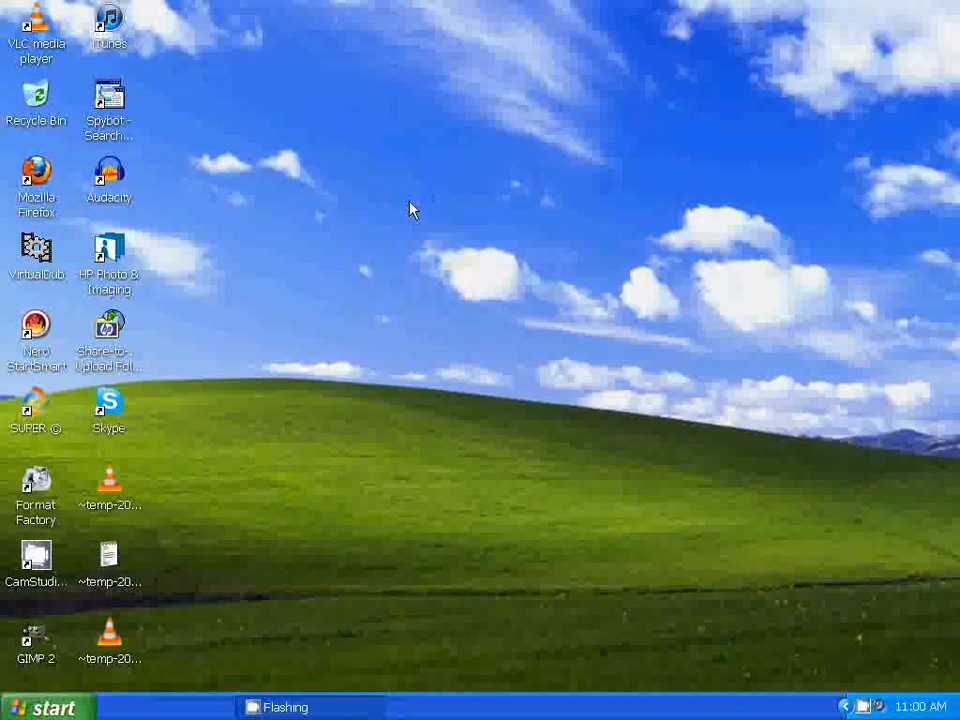 VLC media
player
iTunes
Recycle Bin
Spybot -
Search...
Mozilla
Firefox
Audacity
VirtualDub
HP Photo &
Imaging
Nero
StartSmart
Share-to-...
Upload Fol...
SUPER ©
Skype
Format
Factory
~temp-20...
CamStudi...
~temp-20...
GIMP 2
~temp-20...
start
Flashing
11:00 AM